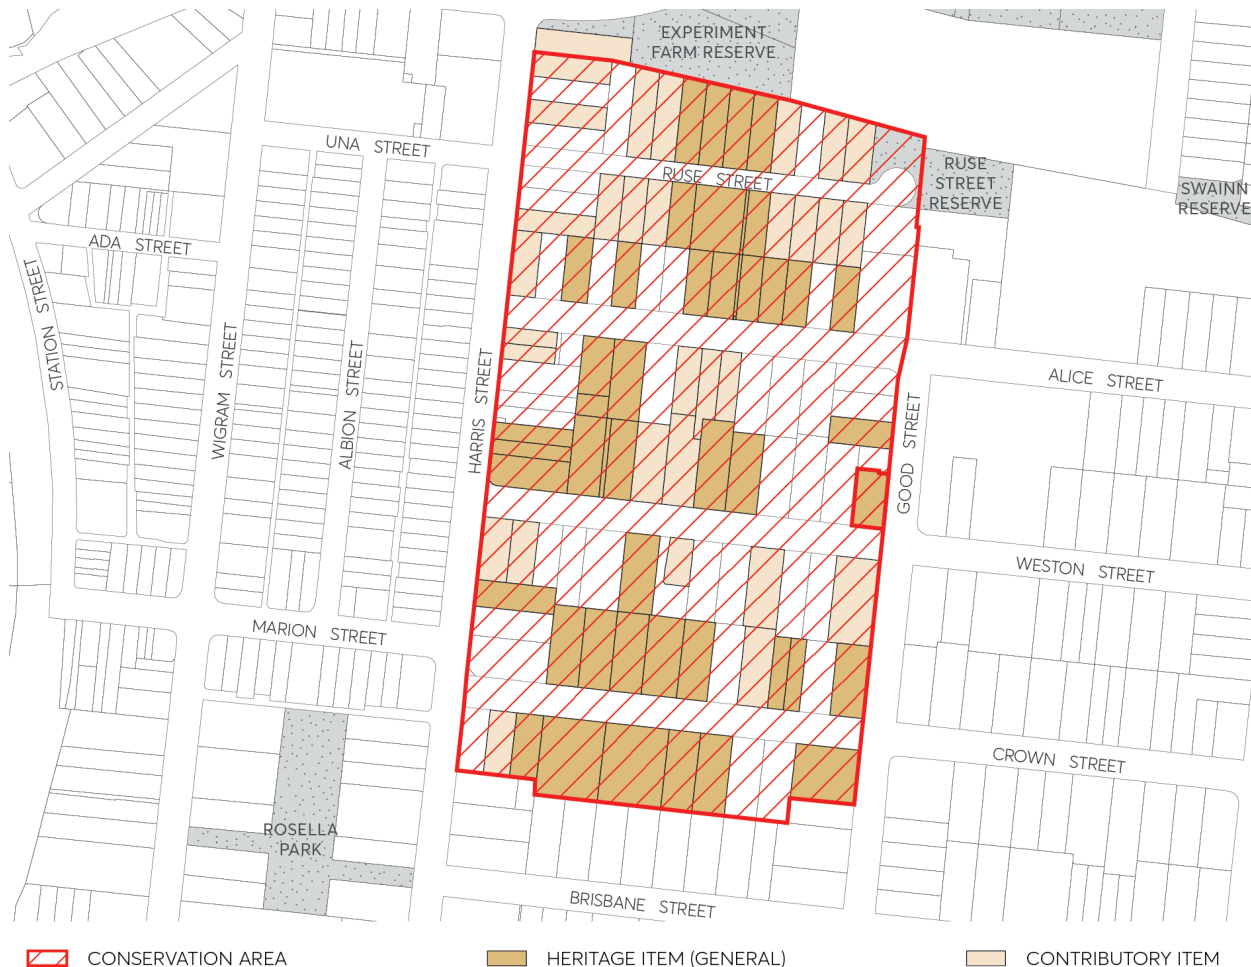 EXPERIMENT
FARM RESERVE
UNA STREET
RUSE STREET
RUSE
STREET
RESERVE
SWAINN
RESERVE
ADA STREET
STATION STREET
WIGRAM STREET
ALBION STREET
HARRIS STREET
ALICE STREET
GOOD STREET
WESTON STREET
MARION STREET
CROWN STREET
ROSELLA
PARK
BRISBANE STREET
CONSERVATION AREA
HERITAGE ITEM (GENERAL)
CONTRIBUTORY ITEM